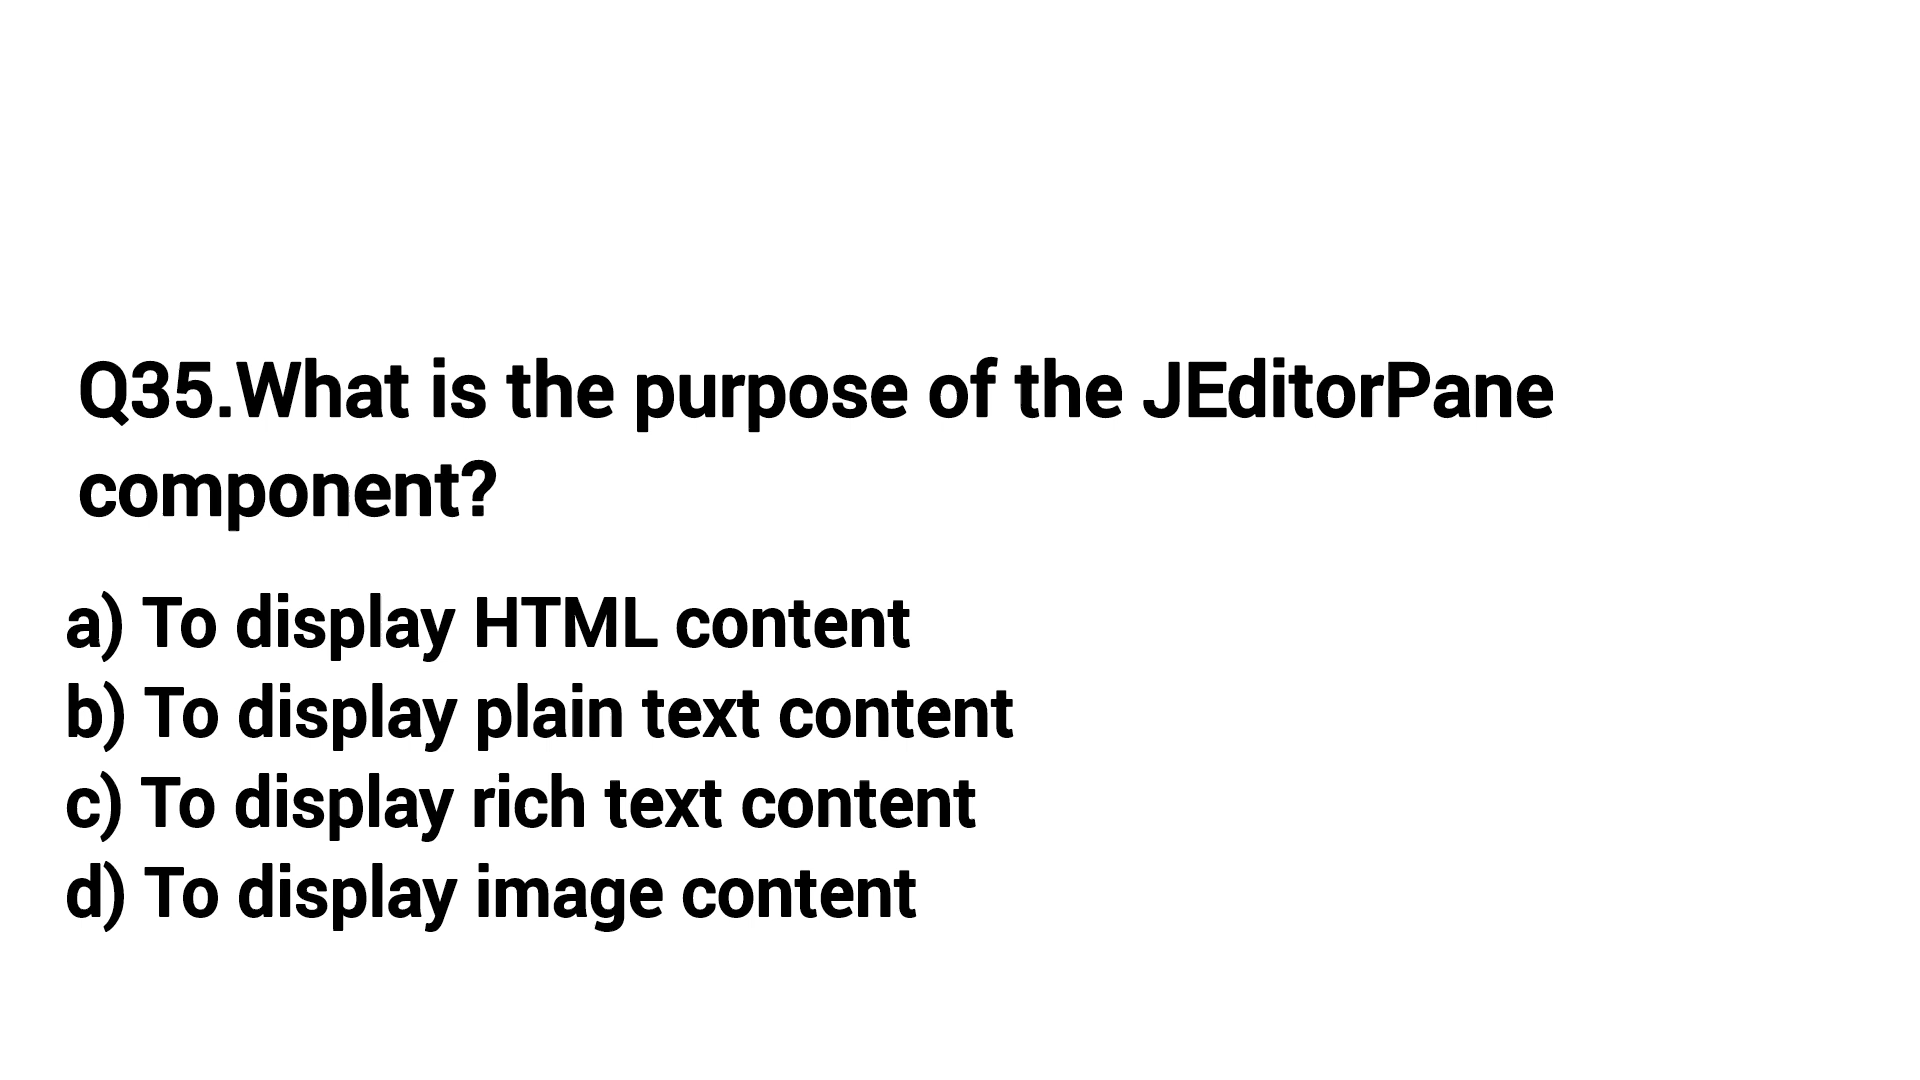 Q35.What is the purpose of the JEditorPane
component?
a) To display HTML content
b) To display plain text content
c) To display rich text content
d) To display image content